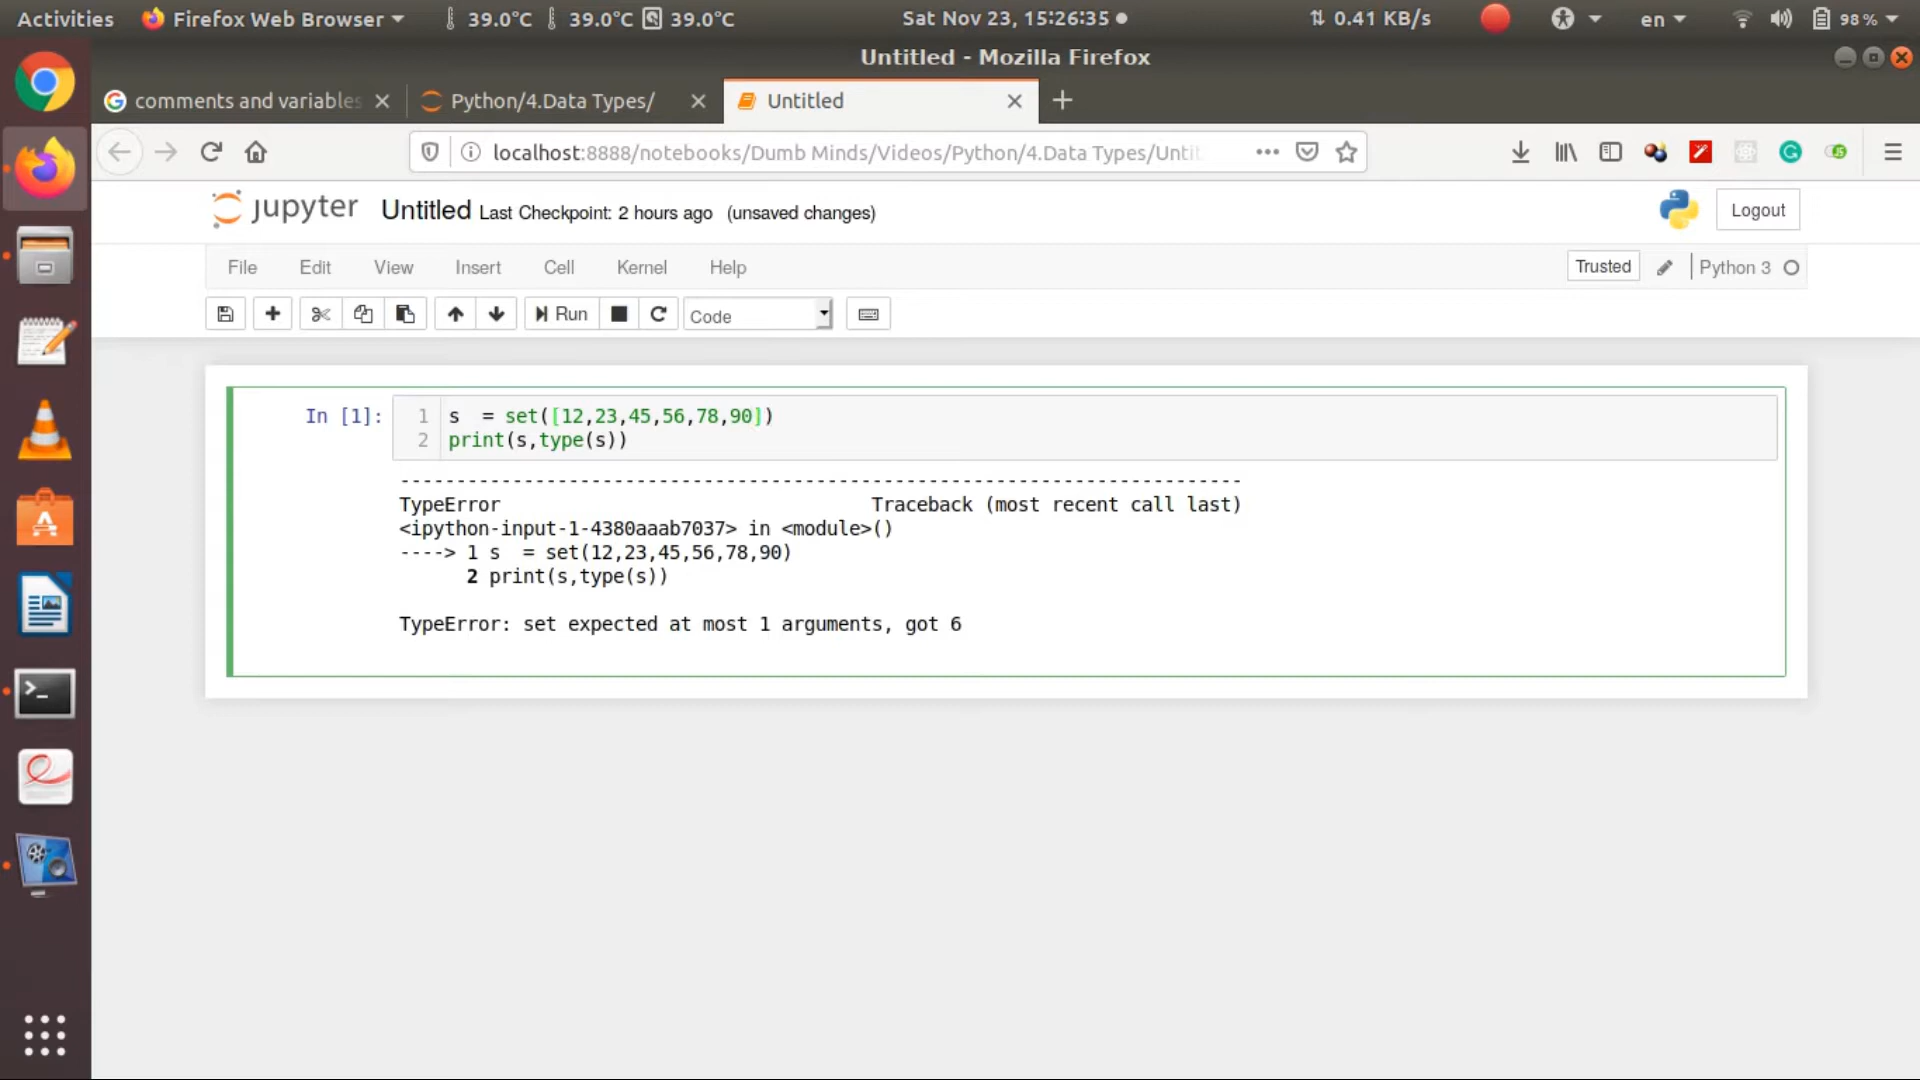 Activities Firefox Web Browser 39.0°C 39.0°C 39.0°C Sat Nov 23, 15:26:35 0.41 KB/s en 98 %
Untitled - Mozilla Firefox
comments and variables Python/4.Data Types/ Untitled
localhost:8888/notebooks/Dumb Minds/Videos/Python/4.Data Types/Untit
jupyter Untitled Last Checkpoint: 2 hours ago (unsaved changes) Logout
File Edit View Insert Cell Kernel Help Trusted Python 3
Run Code
In [1]: 1 s  = set([12,23,45,56,78,90])
2 print(s,type(s))
---------------------------------------------------------------------------
TypeError                                 Traceback (most recent call last)
<ipython-input-1-4380aaab7037> in <module>()
----> 1 s  = set(12,23,45,56,78,90)
      2 print(s,type(s))
TypeError: set expected at most 1 arguments, got 6